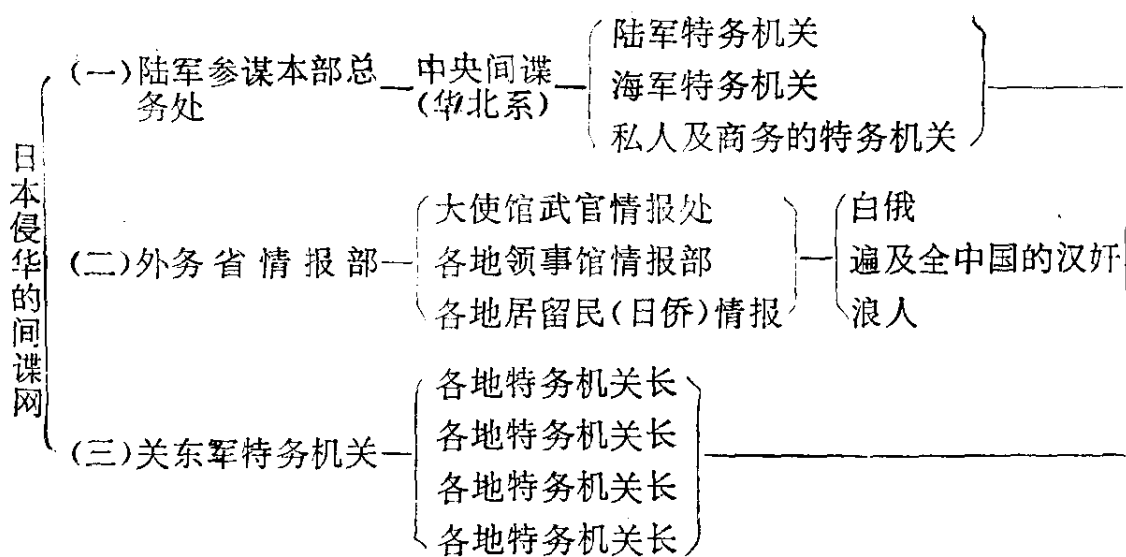 日本侵华的间谍网
(一)陆军参谋本部总
务处
中央间谍
(华北系)
陆军特务机关
海军特务机关
私人及商务的特务机关
(二)外务省情报部
大使馆武官情报处
各地领事馆情报部
各地居留民(日侨)情报
白俄
遍及全中国的汉奸
浪人
(三)关东军特务机关
各地特务机关长
各地特务机关长
各地特务机关长
各地特务机关长